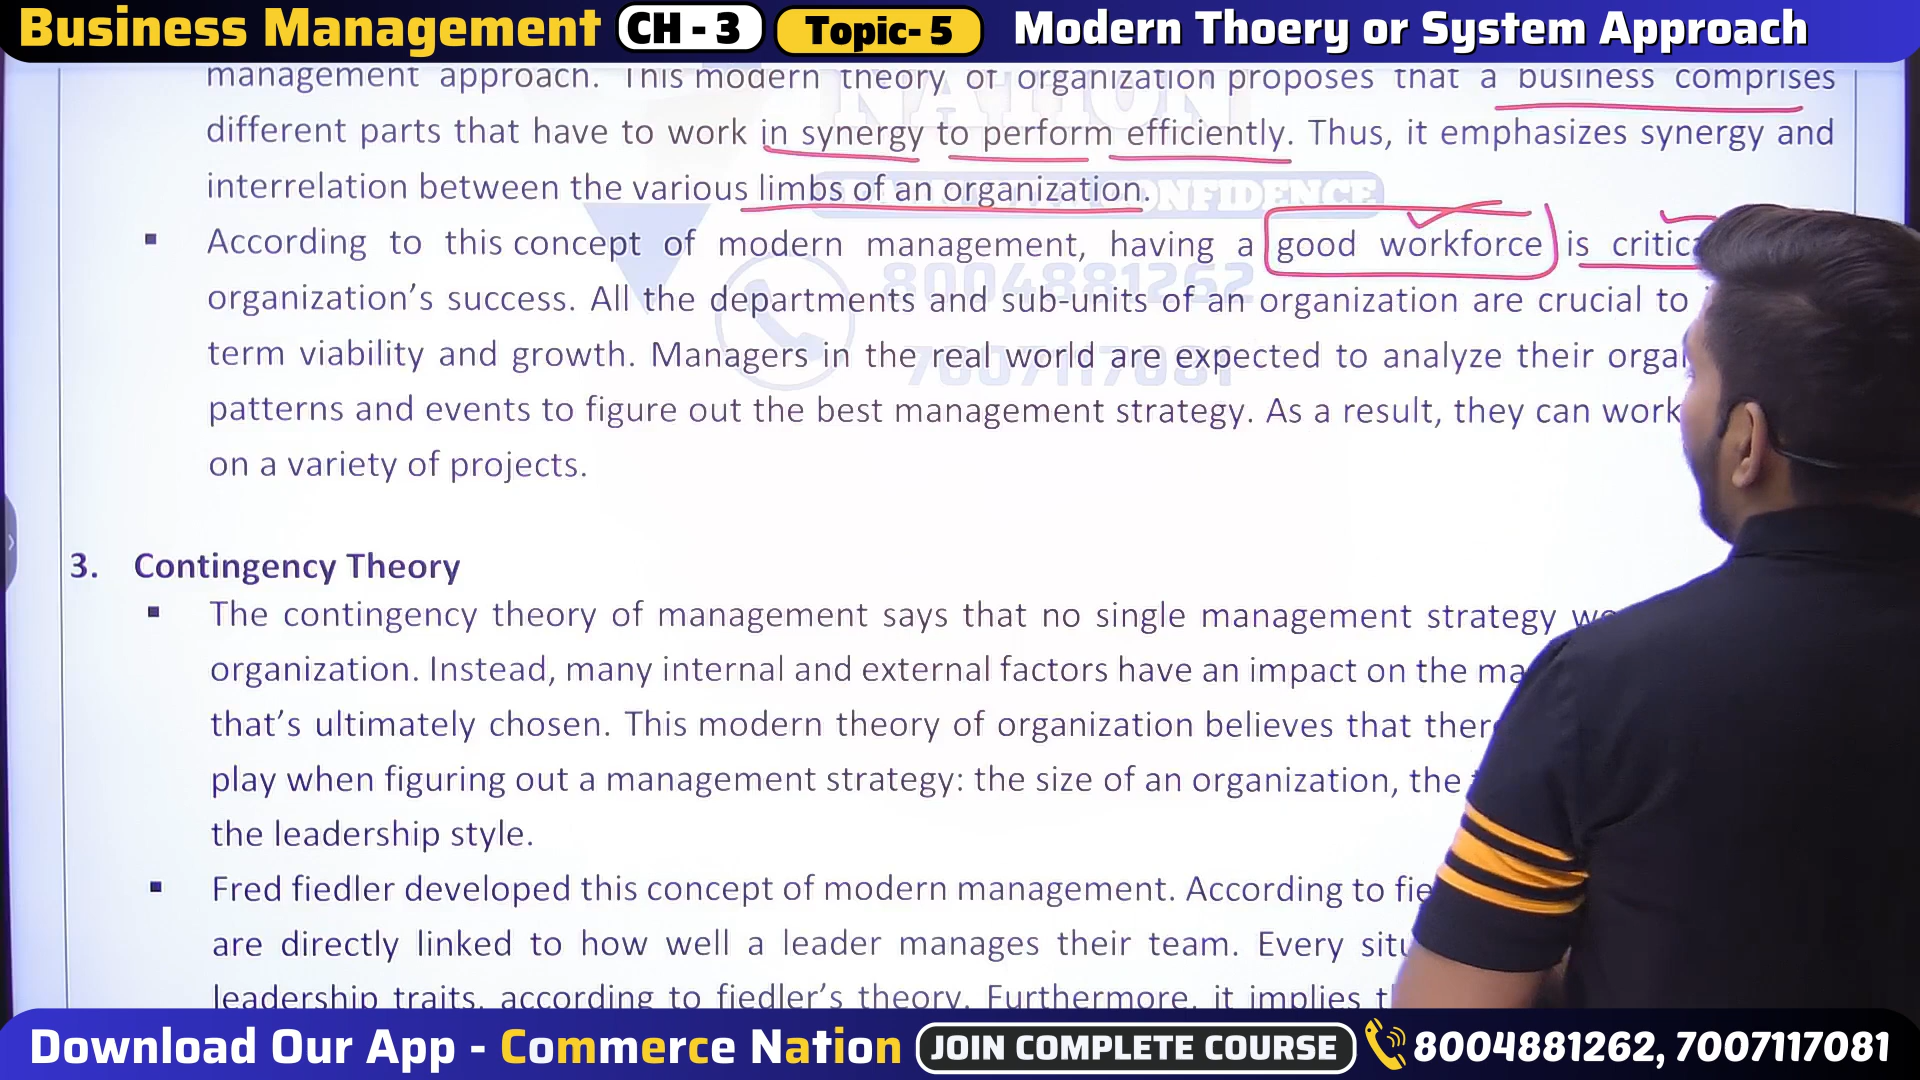 Business Management CH - 3 Topic- 5 Modern Thoery or System Approach
management approach. This modern theory of organization proposes that a business comprises
different parts that have to work in synergy to perform efficiently. Thus, it emphasizes synergy and
interrelation between the various limbs of an organization.
▪ According to this concept of modern management, having a good workforce is
organization's success. All the departments and sub-units of an organization are crucial to
term viability and growth. Managers in the real world are expected to analyze their
patterns and events to figure out the best management strategy. As a result, they can work
on a variety of projects.
NATION
CONFIDENCE
8004881262
7007117081
3. Contingency Theory
▪ The contingency theory of management says that no single management strategy
organization. Instead, many internal and external factors have an impact on the
that's ultimately chosen. This modern theory of organization believes that
play when figuring out a management strategy: the size of an organization, the
the leadership style.
▪ Fred fiedler developed this concept of modern management. According to
are directly linked to how well a leader manages their team. Every
leadership traits, according to fiedler's theory. Furthermore, it implies
Download Our App - Commerce Nation JOIN COMPLETE COURSE 8004881262, 7007117081